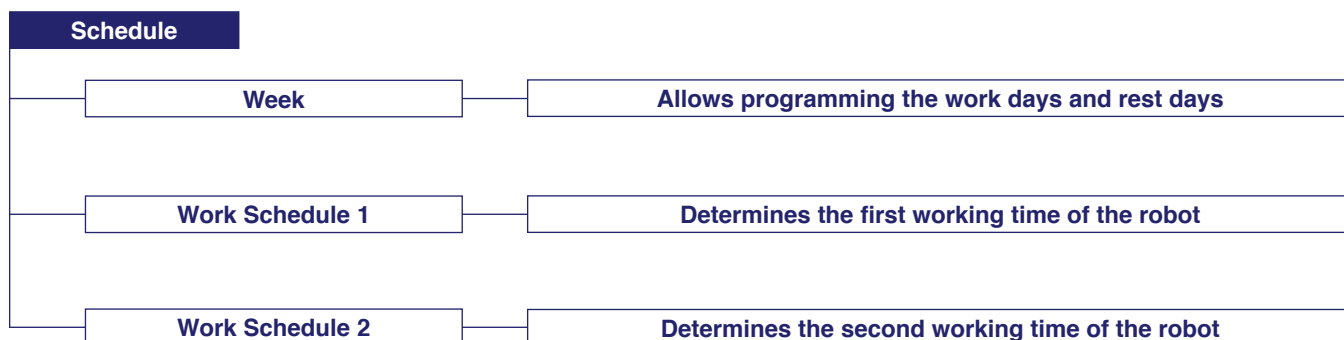 Schedule
Week
Allows programming the work days and rest days
Work Schedule 1
Determines the first working time of the robot
Work Schedule 2
Determines the second working time of the robot